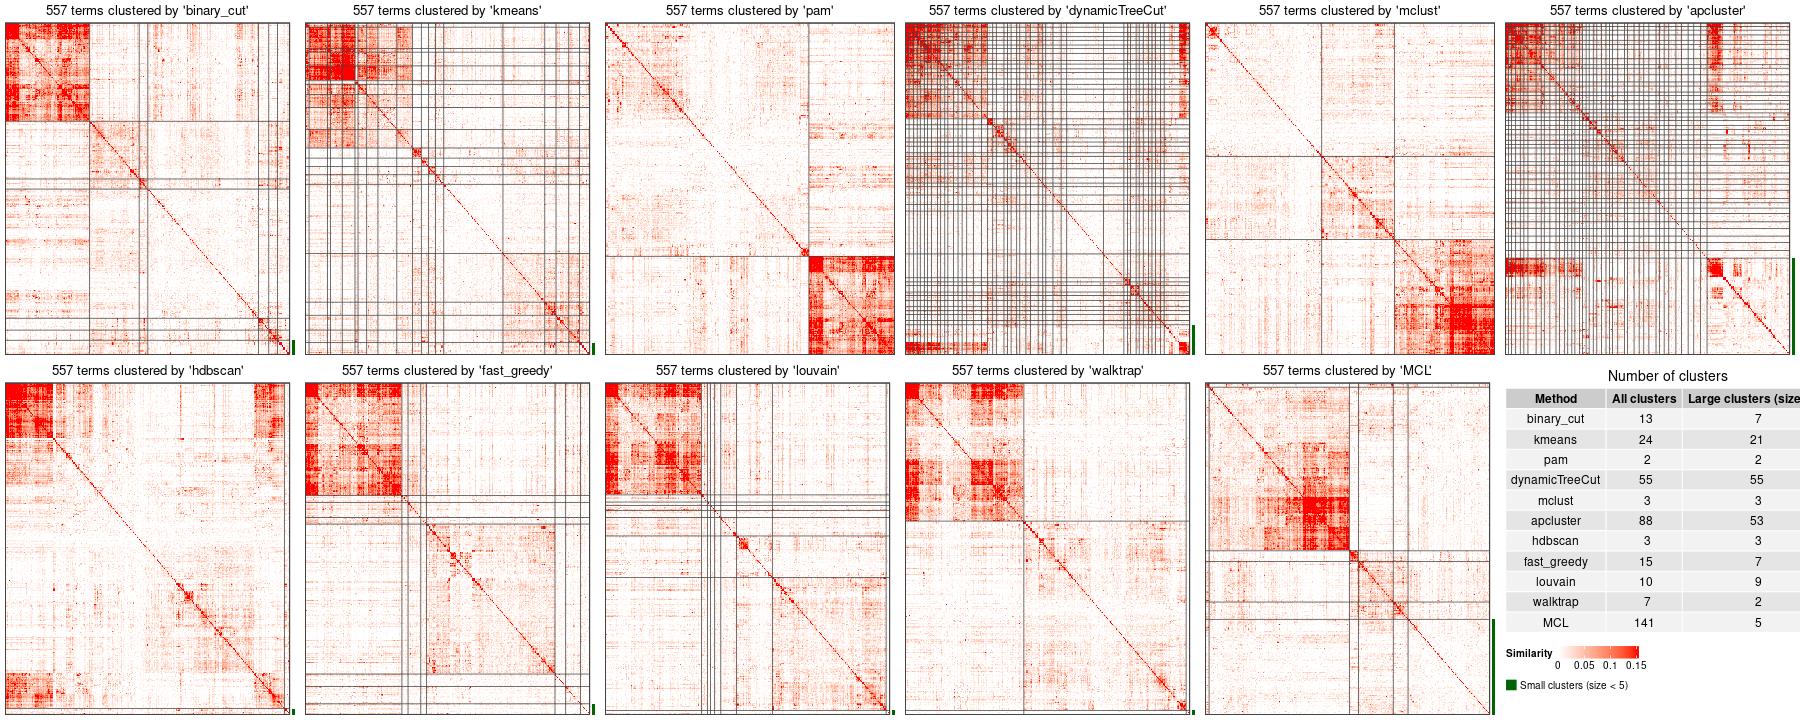 557 terms clustered by 'binary_cut'
557 terms clustered by 'kmeans'
557 terms clustered by 'pam'
557 terms clustered by 'dynamicTreeCut'
557 terms clustered by 'mclust'
557 terms clustered by 'apcluster'
557 terms clustered by 'hdbscan'
557 terms clustered by 'fast_greedy'
557 terms clustered by 'louvain'
557 terms clustered by 'walktrap'
557 terms clustered by 'MCL'
Number of clusters
Method All clusters Large clusters (size
binary_cut 13 7
kmeans 24 21
pam 2 2
dynamicTreeCut 55 55
mclust 3 3
apcluster 88 53
hdbscan 3 3
fast_greedy 15 7
louvain 10 9
walktrap 7 2
MCL 141 5
Similarity
0 0.05 0.1 0.15
Small clusters (size < 5)